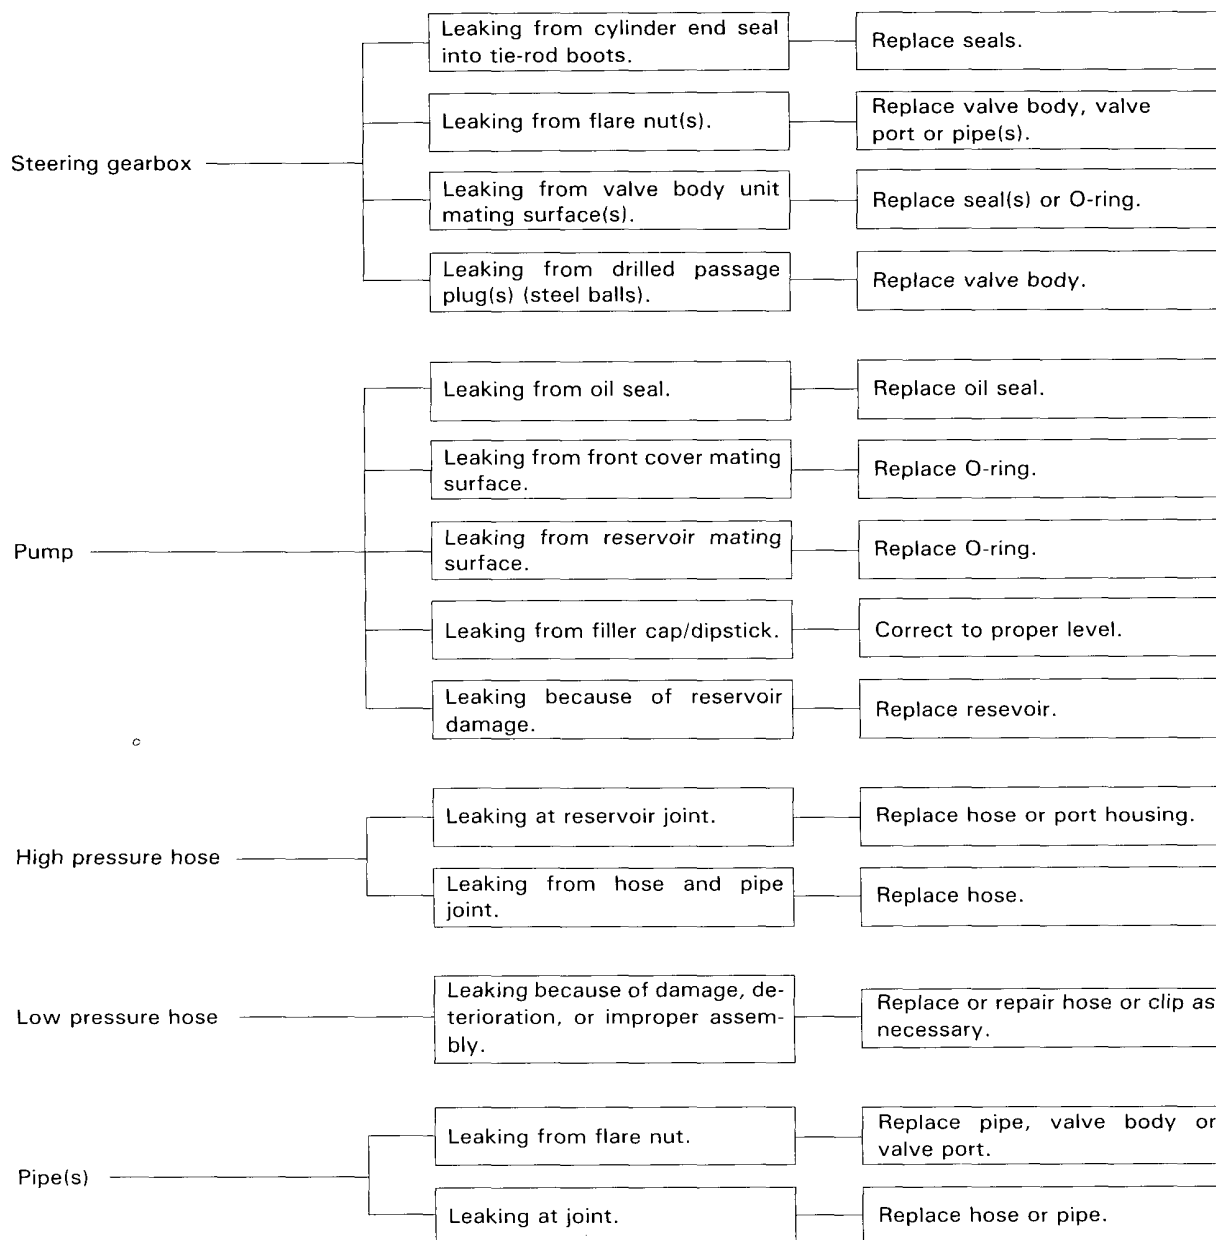 Steering gearbox
Leaking from cylinder end seal
into tie-rod boots.
Replace seals.
Leaking from flare nut(s).
Replace valve body, valve
port or pipe(s).
Leaking from valve body unit
mating surface(s).
Replace seal(s) or O-ring.
Leaking from drilled passage
plug(s) (steel balls).
Replace valve body.
Pump
Leaking from oil seal.
Replace oil seal.
Leaking from front cover mating
surface.
Replace O-ring.
Leaking from reservoir mating
surface.
Replace O-ring.
Leaking from filler cap/dipstick.
Correct to proper level.
Leaking because of reservoir
damage.
Replace resevoir.
c
High pressure hose
Leaking at reservoir joint.
Replace hose or port housing.
Leaking from hose and pipe
joint.
Replace hose.
Low pressure hose
Leaking because of damage, de-
terioration, or improper assem-
bly.
Replace or repair hose or clip as
necessary.
Pipe(s)
Leaking from flare nut.
Replace pipe, valve body or
valve port.
Leaking at joint.
Replace hose or pipe.